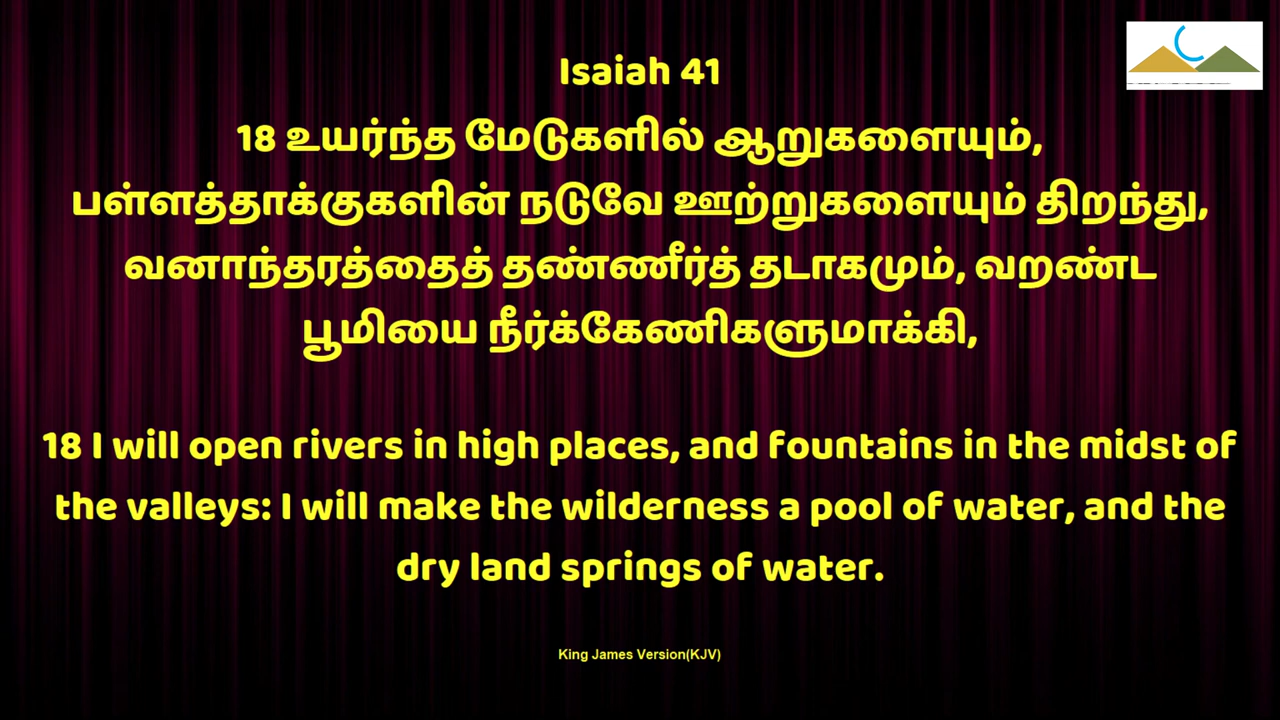 Isaiah 41
18 உயர்ந்த மேடுகளில் ஆறுகளையும்,
பள்ளத்தாக்குகளின் நடுவே ஊற்றுகளையும் திறந்து,
வனாந்தரத்தைத் தண்ணீர்த் தடாகமும், வறண்ட
பூமியை நீர்க்கேணிகளுமாக்கி,
18 I will open rivers in high places, and fountains in the midst of
the valleys: I will make the wilderness a pool of water, and the
dry land springs of water.
King James Version(KJV)